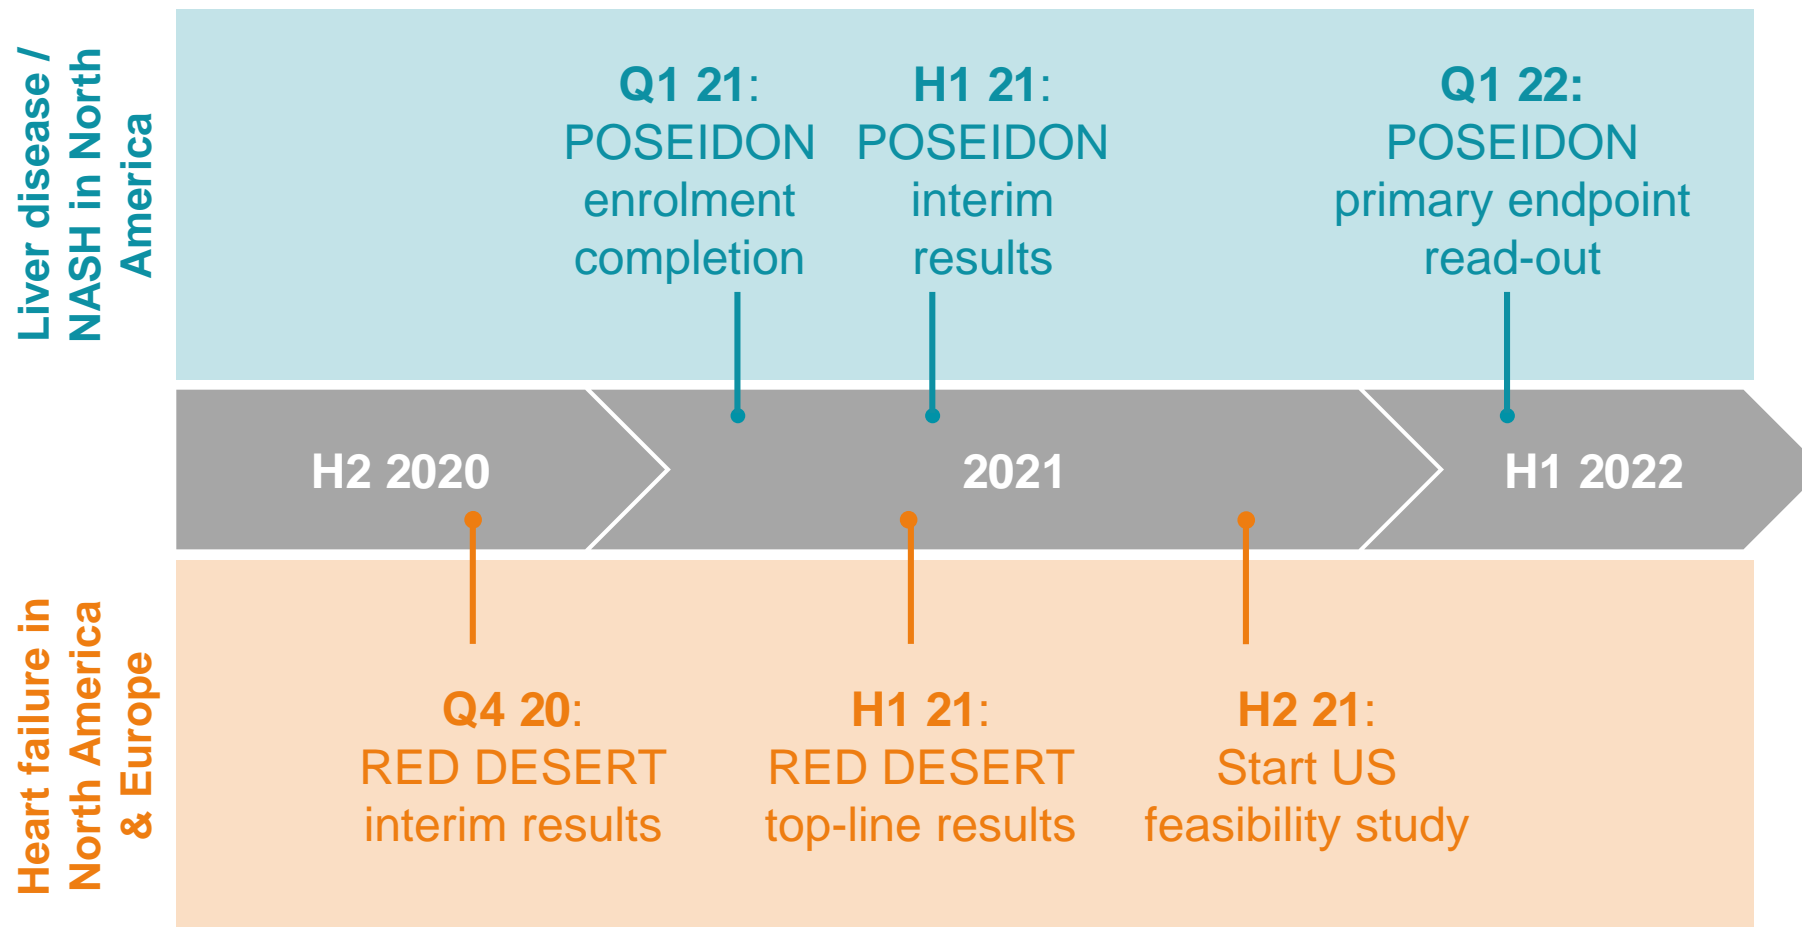 Liver disease /
NASH in North
America
Q1 21:
POSEIDON
enrolment
completion
H1 21:
POSEIDON
interim
results
Q1 22:
POSEIDON
primary endpoint
read-out
H2 2020
2021
H1 2022
Heart failure in
North America
& Europe
Q4 20:
RED DESERT
interim results
H1 21:
RED DESERT
top-line results
H2 21:
Start US
feasibility study